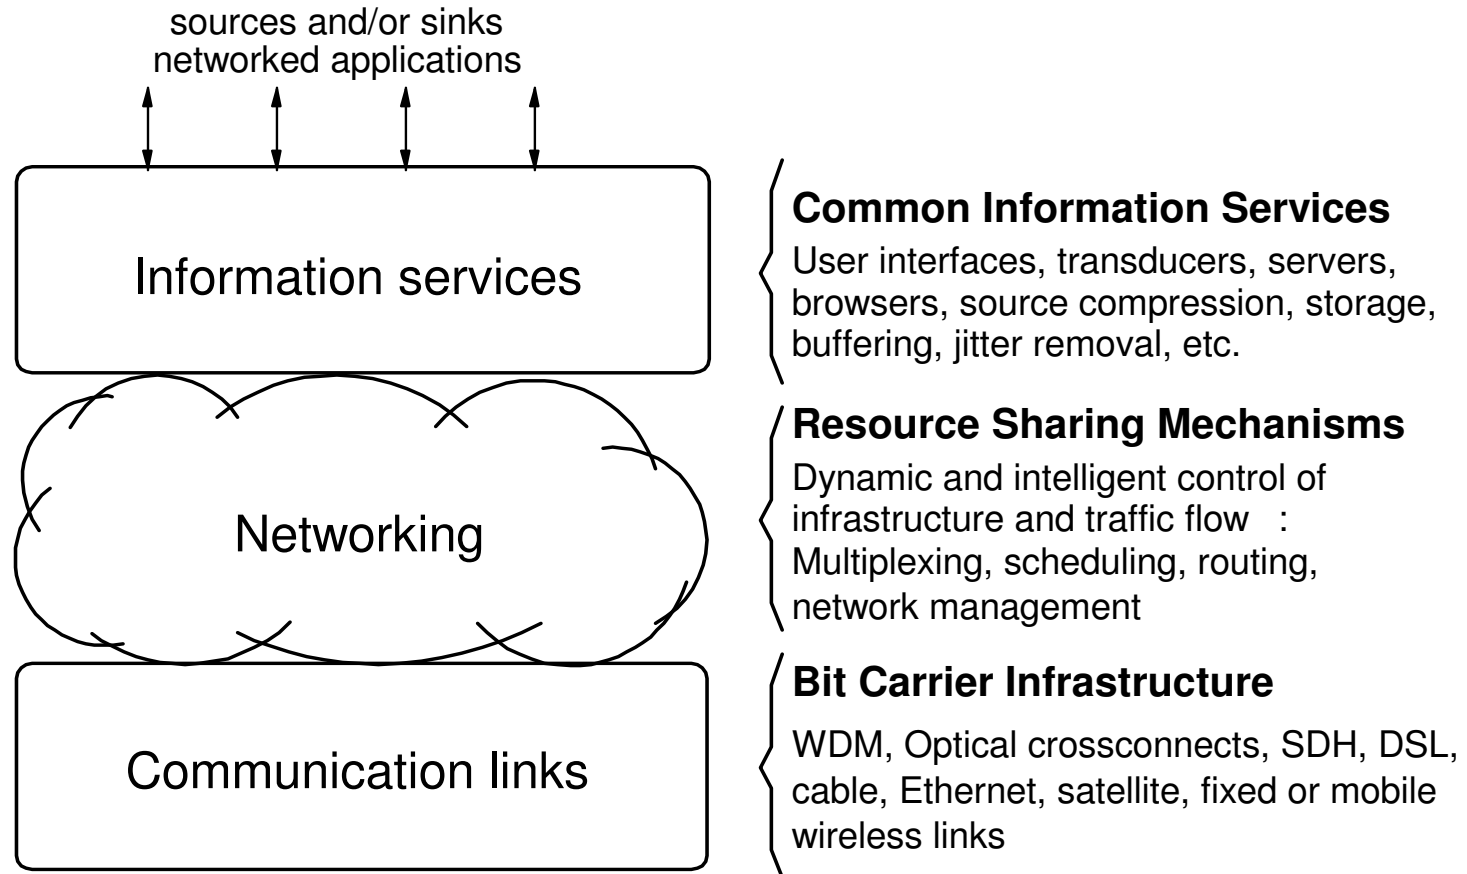 sources and/or sinks
networked applications
Information services
Common Information Services
User interfaces, transducers, servers,
browsers, source compression, storage,
buffering, jitter removal, etc.
Networking
Resource Sharing Mechanisms
Dynamic and intelligent control of
infrastructure and traffic flow :
Multiplexing, scheduling, routing,
network management
Communication links
Bit Carrier Infrastructure
WDM, Optical crossconnects, SDH, DSL,
cable, Ethernet, satellite, fixed or mobile
wireless links